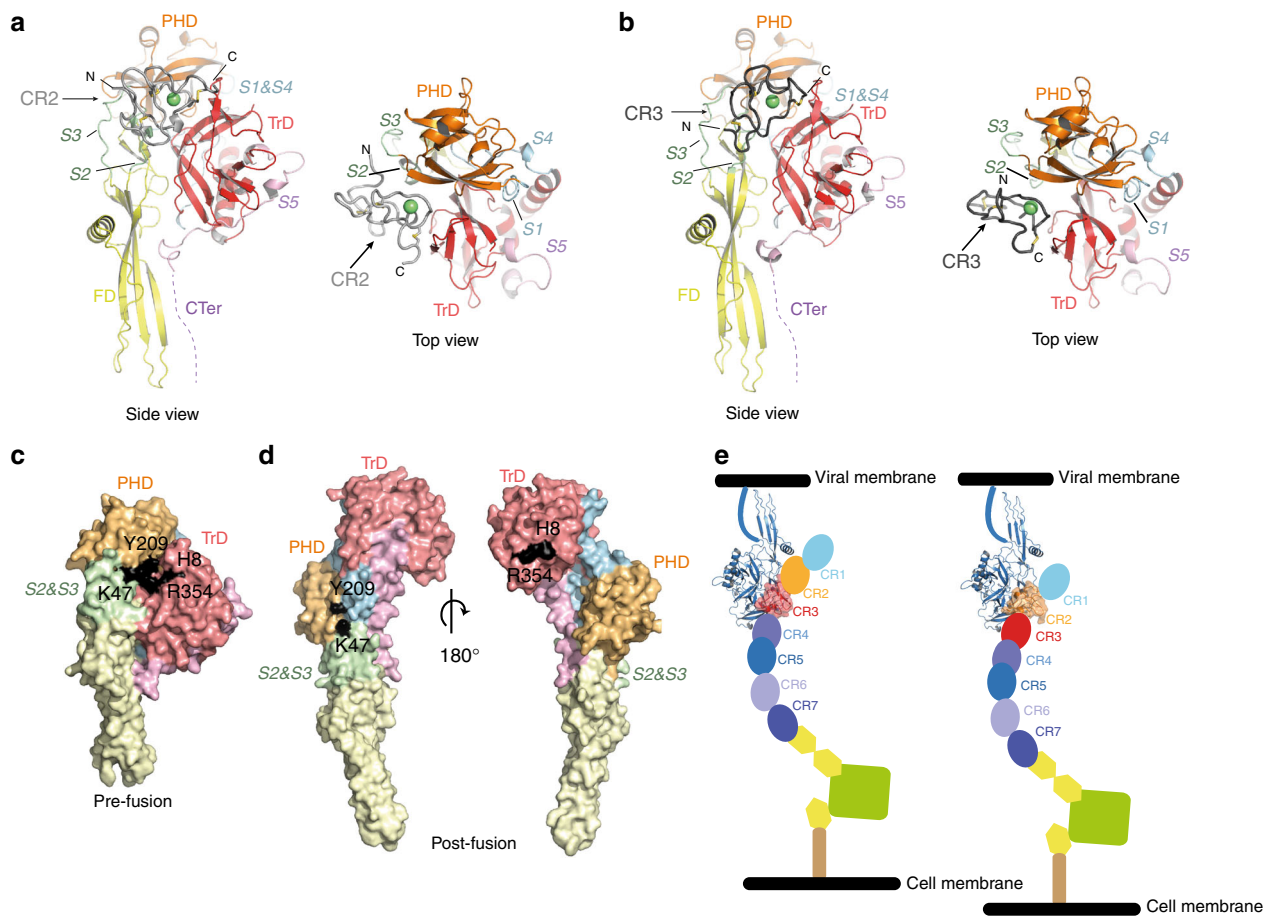 a
PHD
N
C
CR2
S1&S4
TrD
S3
S2
S5
FD
CTer
Side view
PHD
S3
N
S4
S2
S1
S5
CR2
C
TrD
Top view
b
PHD
C
S1&S4
CR3
TrD
N
S3
S2
S5
FD
CTer
Side view
PHD
S3
S4
S2
N
S1
CR3
C
S5
TrD
Top view
c
PHD
Y209
TrD
H8
K47
R354
S2&S3
Pre-fusion
d
TrD
PHD
Y209
K47
S2&S3
180°
TrD
H8
R354
PHD
S2&S3
Post-fusion
e
Viral membrane
CR1
CR2
CR3
CR4
CR5
CR6
CR7
Cell membrane
Viral membrane
CR1
CR2
CR3
CR4
CR5
CR6
CR7
Cell membrane